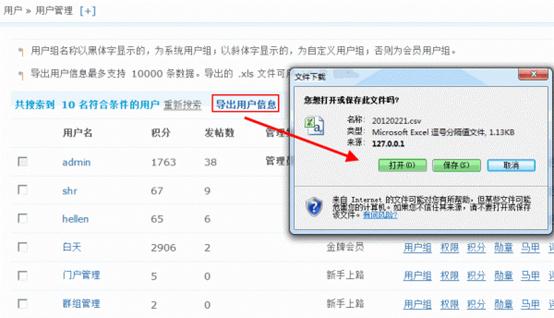 用户 » 用户管理 [+]
用户组名称以黑体字显示的，为系统用户组；以斜体字显示的，为自定义用户组；否则为会员用户组。
导出用户信息最多支持 10000 条数据。导出的 .xls 文件可
共搜索到 10 名符合条件的用户 重新搜索 导出用户信息
用户名 积分 发帖数 管理
admin 1763 38 管理
shr 67 9
hellen 65 6
白天 2906 2 金牌会员 用户组 权限 积分 勋章 马甲
门户管理 5 0 新手上路 用户组 权限 积分 勋章 马甲
群组管理 2 0 新手上路 用户组 权限 积分 勋章 马甲
文件下载
您想打开或保存此文件吗?
名称: 20120221.csv
类型: Microsoft Excel 逗号分隔值文件, 1.13KB
来源: 127.0.0.1
打开(O) 保存(S) 取消
来自 Internet 的文件可能对您有所帮助，但某些文件可能
危害您的计算机。如果您不信任其来源，请不要打开或保存
该文件。有何风险?